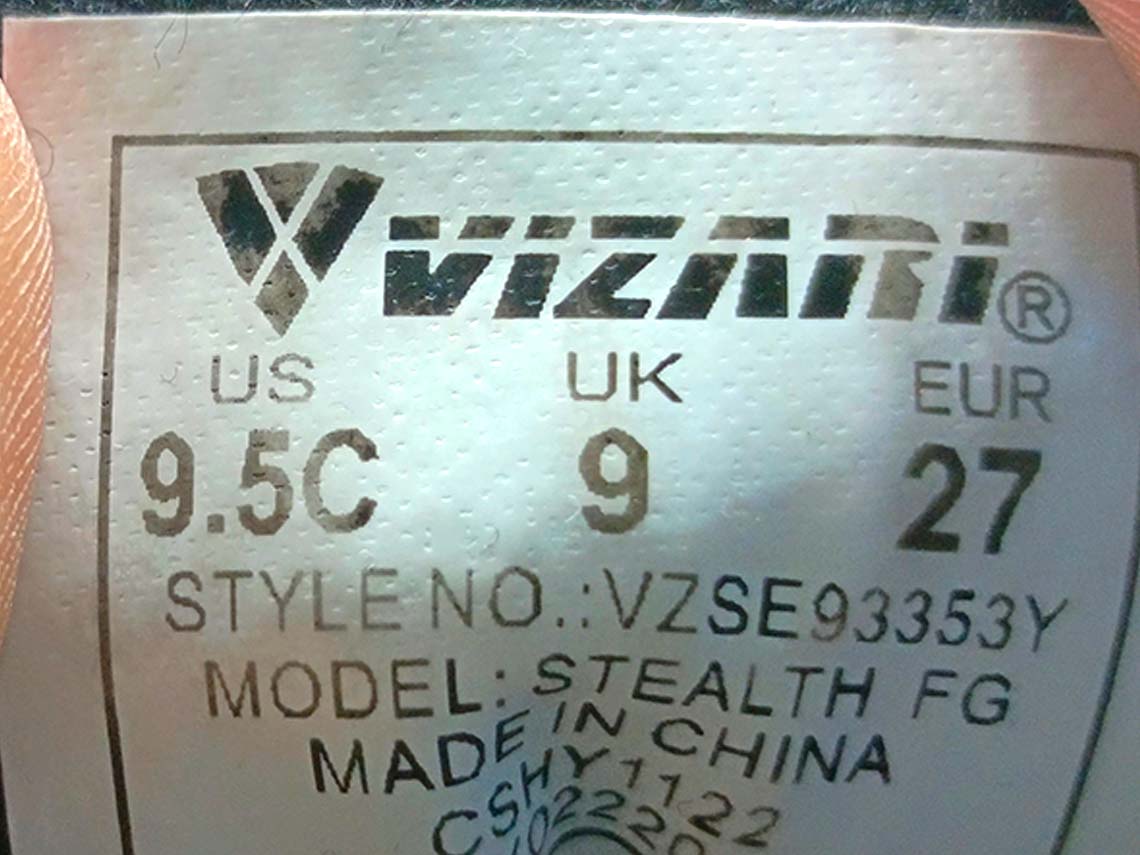 VIZARI®
US UK EUR
9.5C 9 27
STYLE NO.:VZSE93353Y
MODEL: STEALTH FG
MADE IN CHINA
CSHY1122